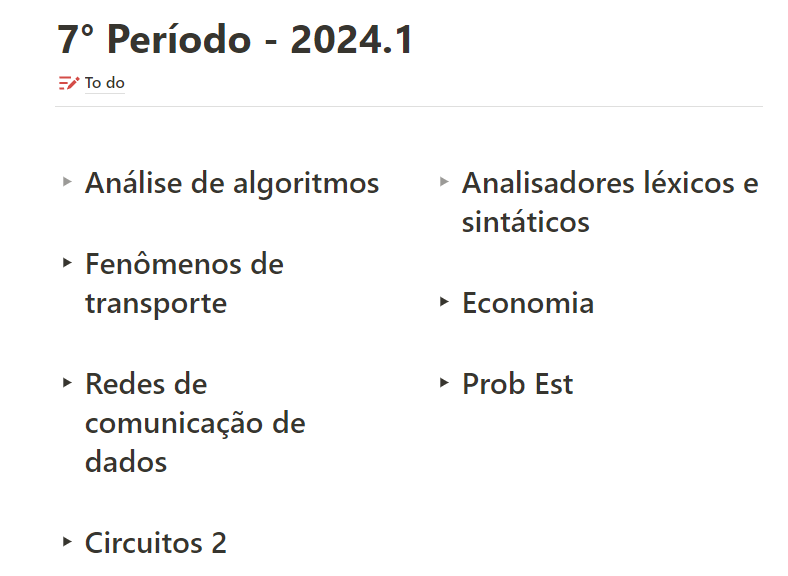 7° Período - 2024.1
To do
Análise de algoritmos
Fenômenos de
transporte
Redes de
comunicação de
dados
Circuitos 2
Analisadores léxicos e
sintáticos
Economia
Prob Est